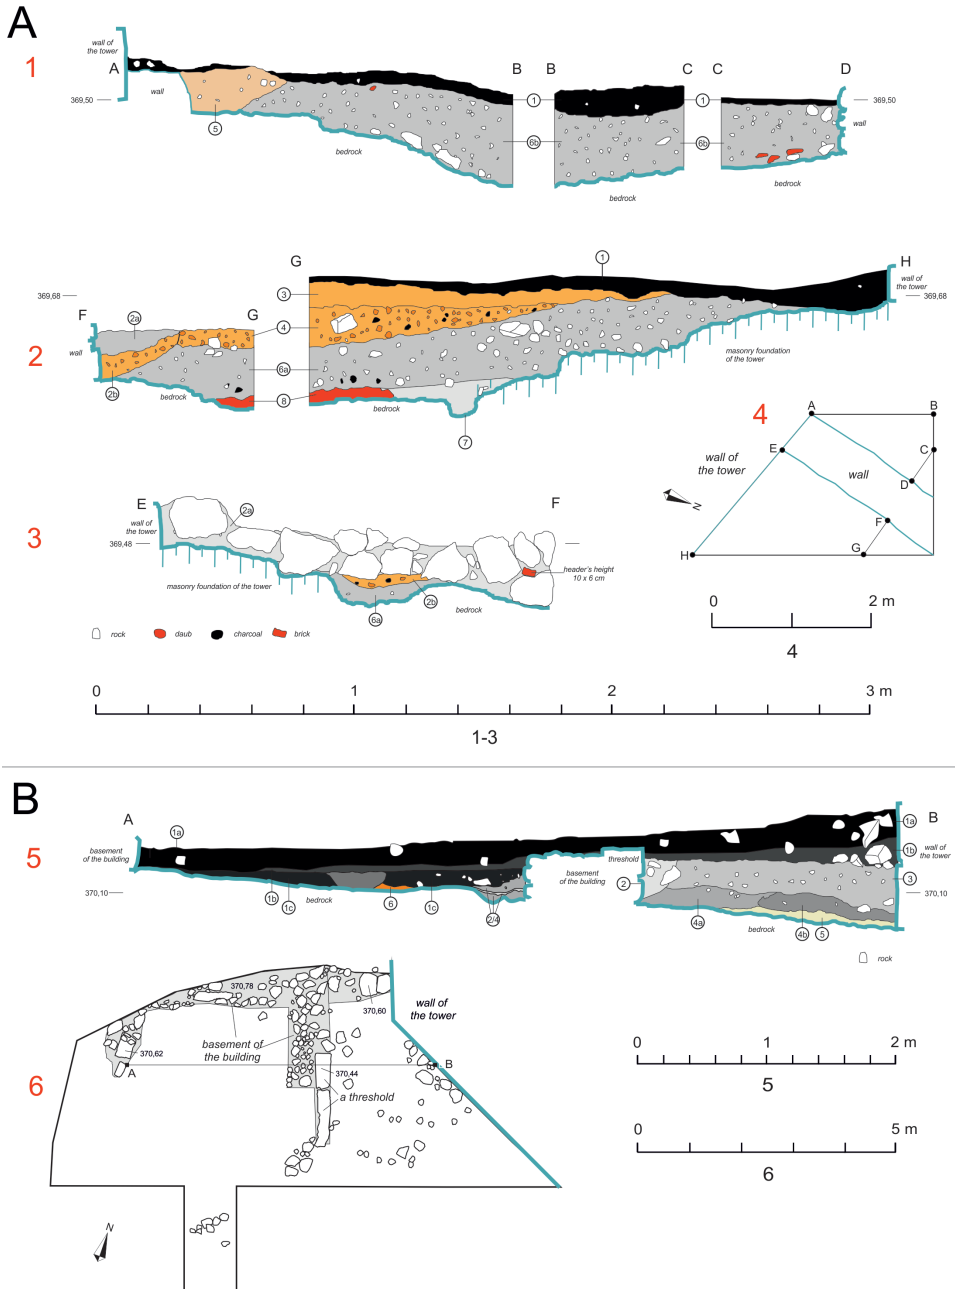 A
1
wall of
the tower
A
B
B
C
C
D
wall
369,50
1
1
369,50
wall
5
6b
6b
bedrock
bedrock
bedrock
G
1
H
wall of
the tower
369,68
3
369,68
F
2a
G
4
wall
2
6a
masonry foundation
of the tower
2b
bedrock
8
bedrock
7
4
A
B
E
C
wall of
the tower
wall
D
N
F
G
H
3
E
2a
F
wall of
the tower
369,48
header's height
10 x 6 cm
masonry foundation of the tower
2b
bedrock
6a
rock
daub
charcoal
brick
0
2 m
4
0
1
2
3 m
1-3
B
A
1a
1a
B
5
basement
of the building
threshold
1b
wall of
the tower
basement
of the building
2
3
370,10
1b
1c
bedrock
6
1c
2/4
4a
4b
5
370,10
bedrock
rock
370,78
370,60
wall of
the tower
basement of
the building
370,62
A
370,44
B
6
a threshold
N
0
1
2 m
5
0
5 m
6